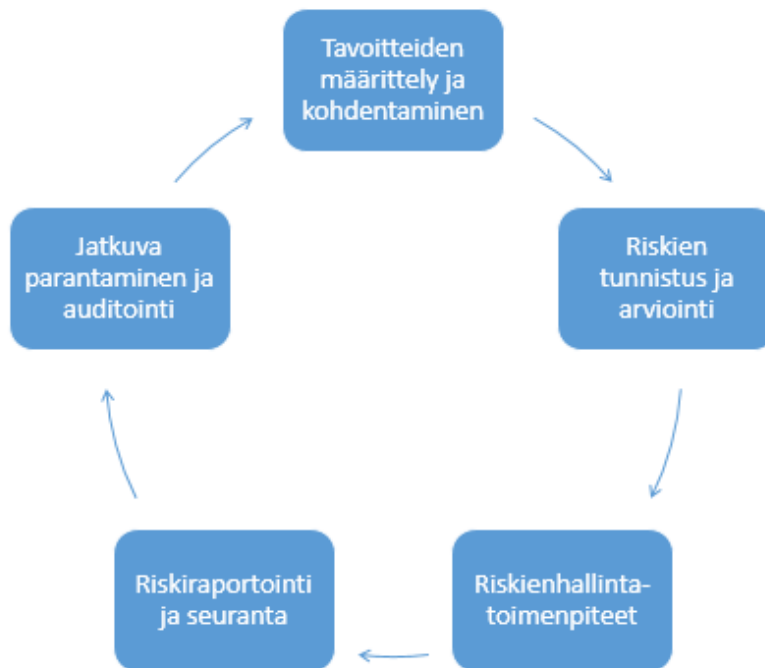 Tavoitteiden
määrittely ja
kohdentaminen
Riskien
tunnistus ja
arviointi
Riskienhallinta-
toimenpiteet
Riskiraportointi
ja seuranta
Jatkuva
parantaminen ja
auditointi